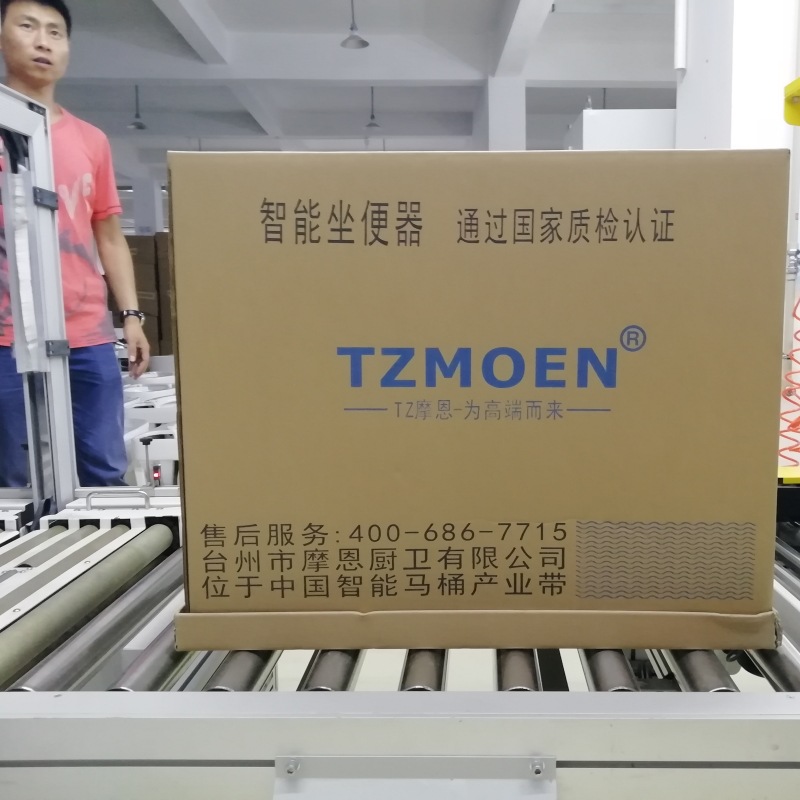 智能坐便器 通过国家质检认证
TZMOEN®
TZ摩恩-为高端而来
售后服务:400-686-7715
台州市摩恩厨卫有限公司
位于中国智能马桶产业带